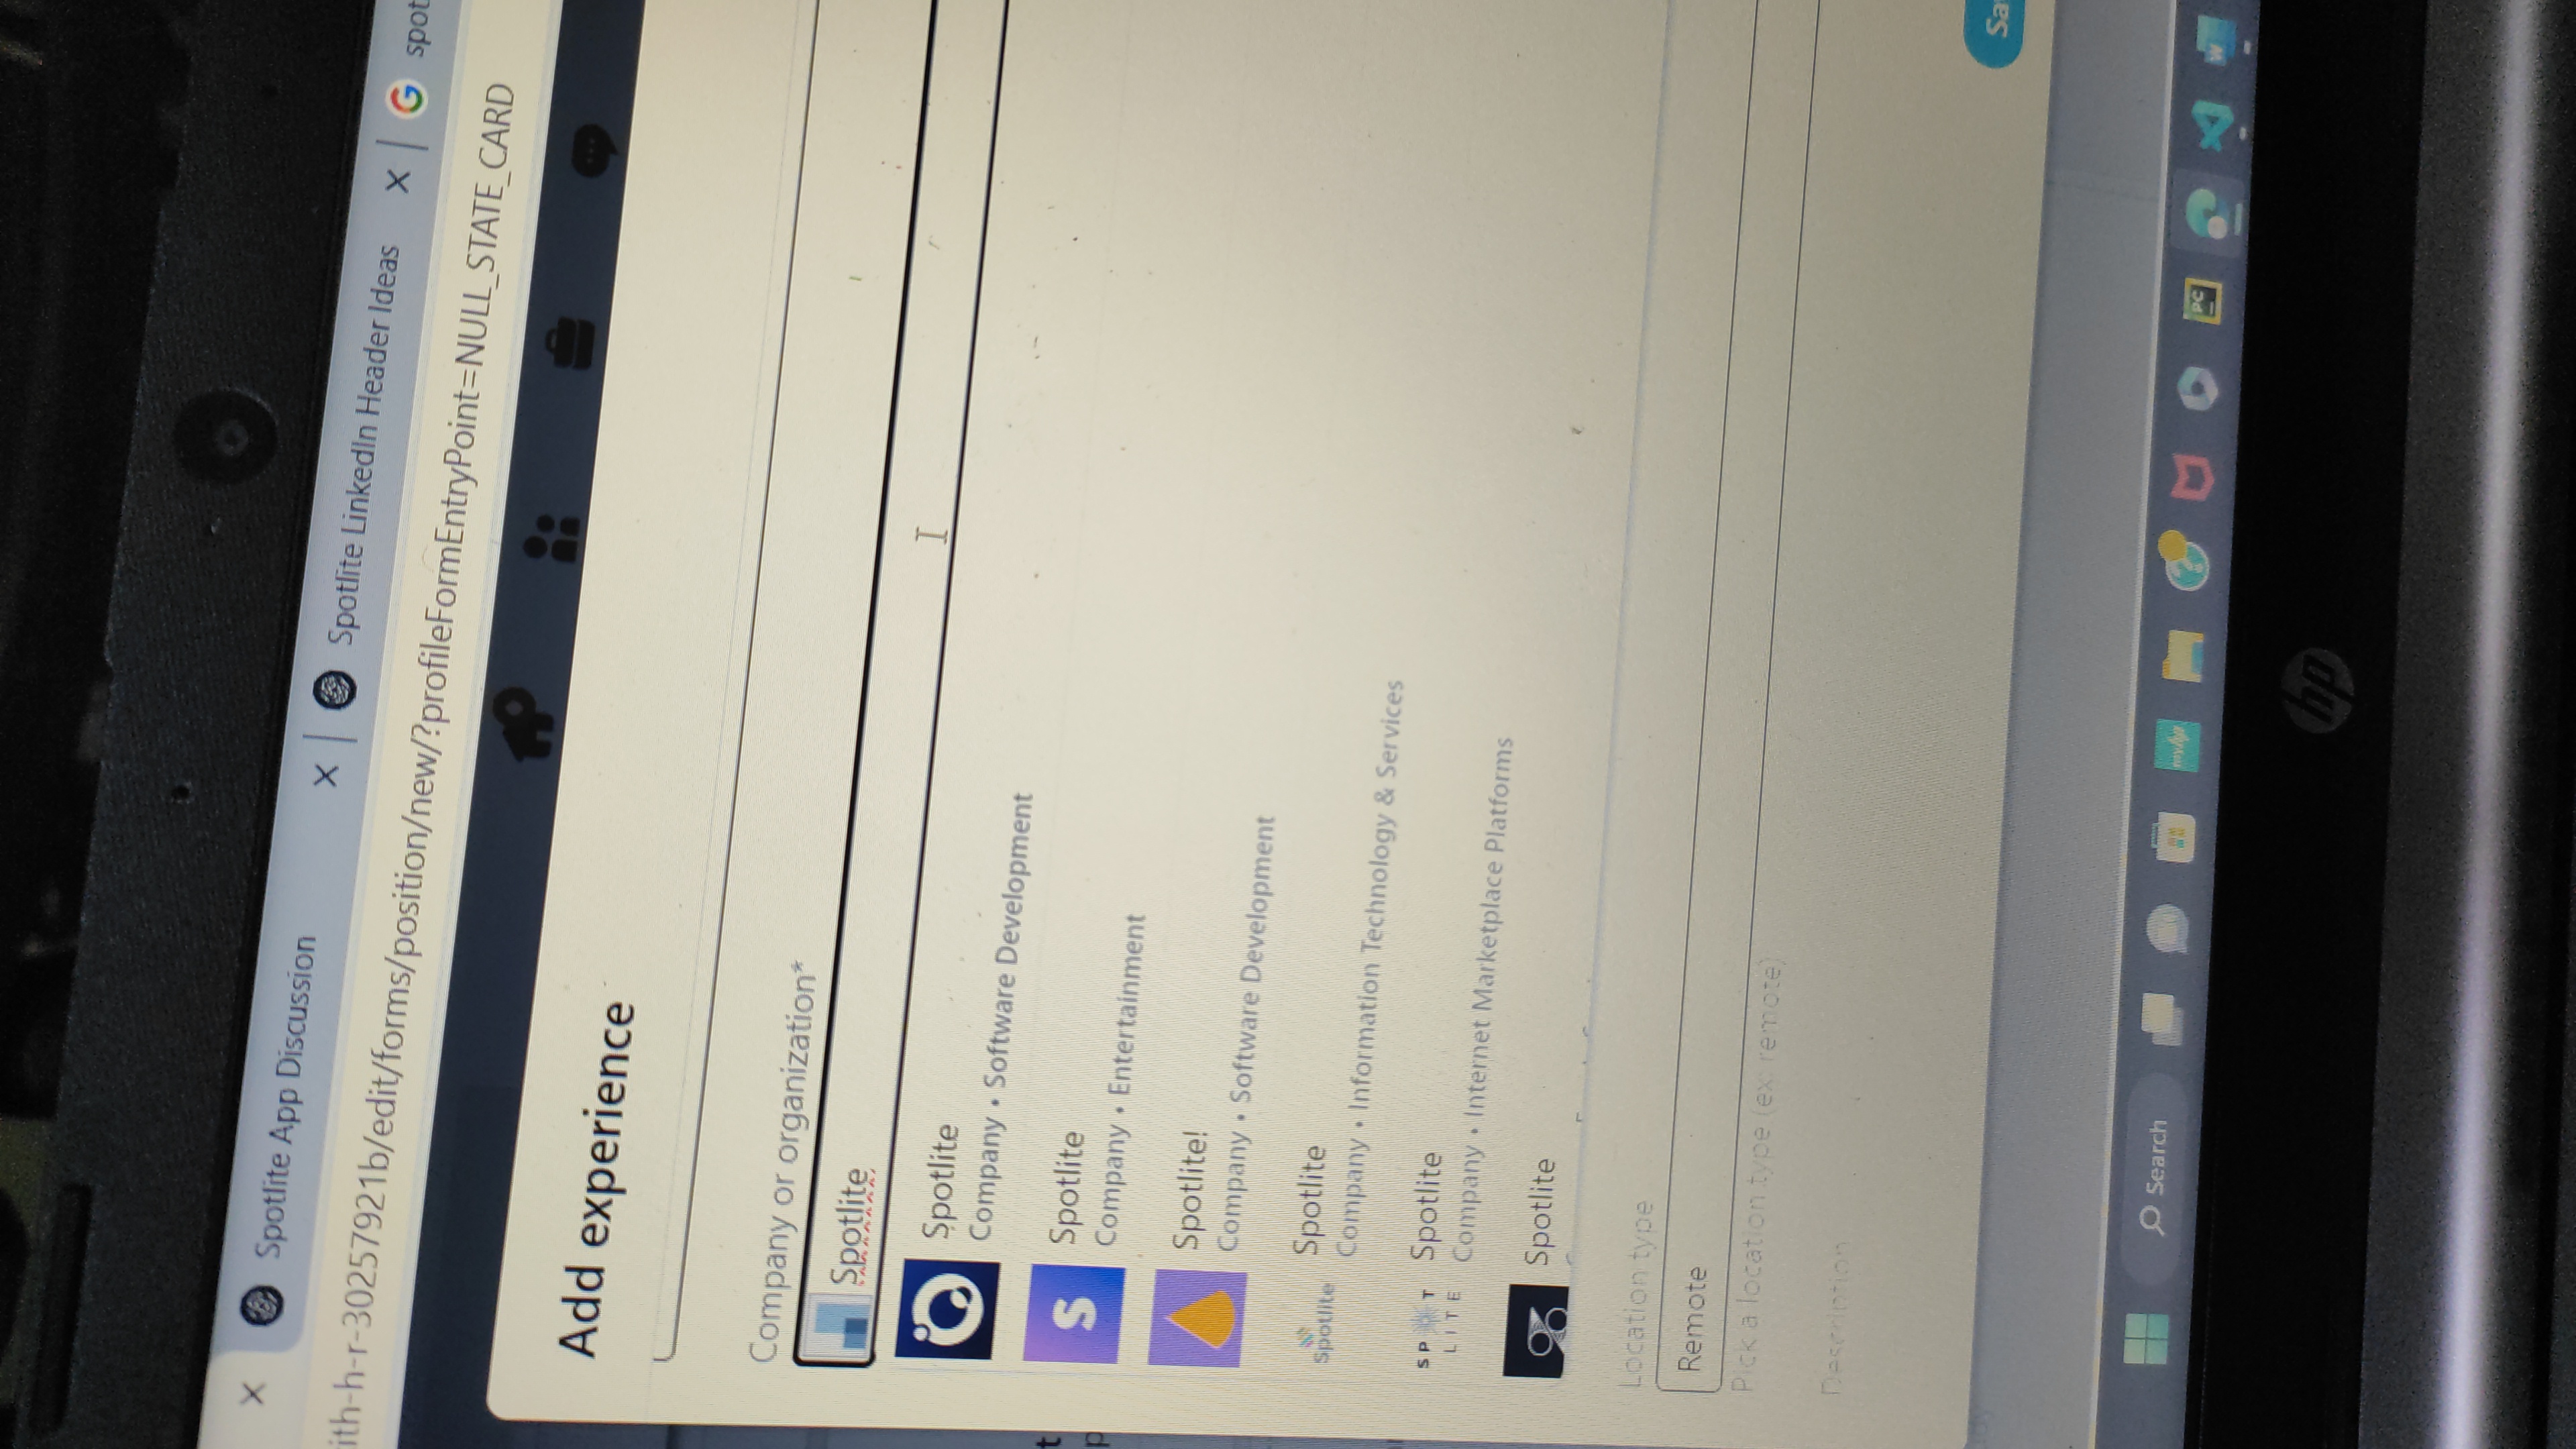 Spotlite App Discussion
Spotlite LinkedIn Header Ideas
spot
ith-h-r-30257921b/edit/forms/position/new/?profileFormEntryPoint=NULL_STATE_CARD
Add experience
Company or organization*
Spotlite
Spotlite
Company • Software Development
S
Spotlite
Company • Entertainment
Spotlite!
Company • Software Development
Spotlite
Spotlite
Company • Information Technology & Services
SP T
LITE
Spotlite
Company • Internet Marketplace Platforms
Spotlite
Location type
Remote
Pick a location type (ex: remote)
Description
Sa
Search
myhp
PC
W
hp